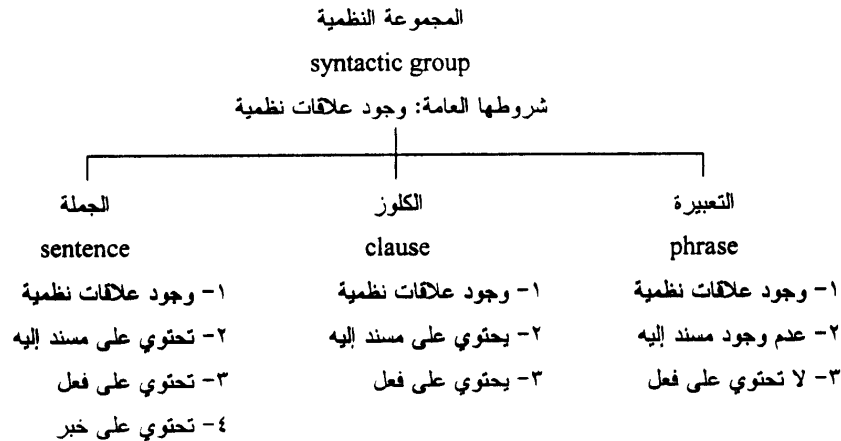 المجموعة النظمية
syntactic group
شروطها العامة: وجود علاقات نظمية
التعبيرة
phrase
١- وجود علاقات نظمية
٢- عدم وجود مسند إليه
٣- لا تحتوي على فعل
الكلوز
clause
١- وجود علاقات نظمية
٢- يحتوي على مسند إليه
٣- يحتوي على فعل
الجملة
sentence
١- وجود علاقات نظمية
٢- تحتوي على مسند إليه
٣- تحتوي على فعل
٤- تحتوي على خبر